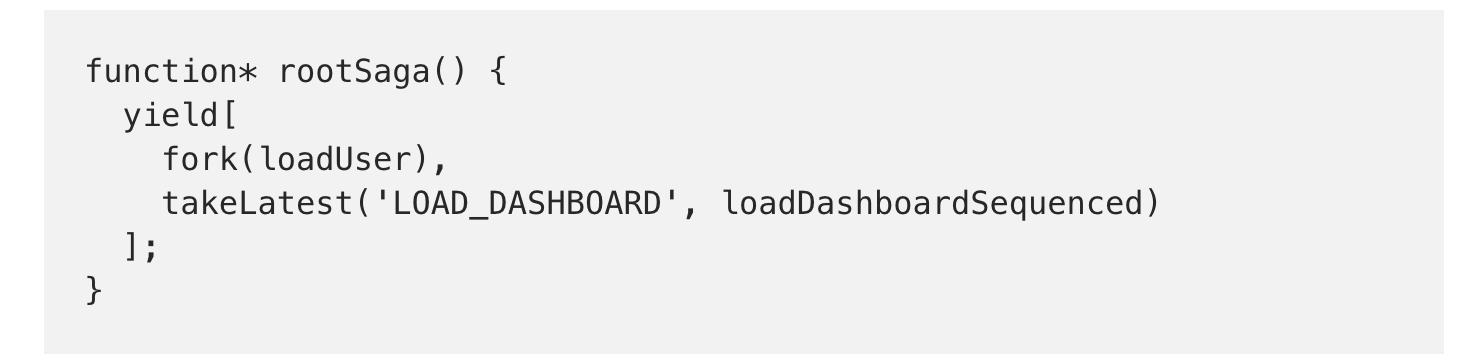 function* rootSaga() {
  yield[
    fork(loadUser),
    takeLatest('LOAD_DASHBOARD', loadDashboardSequenced)
  ];
}